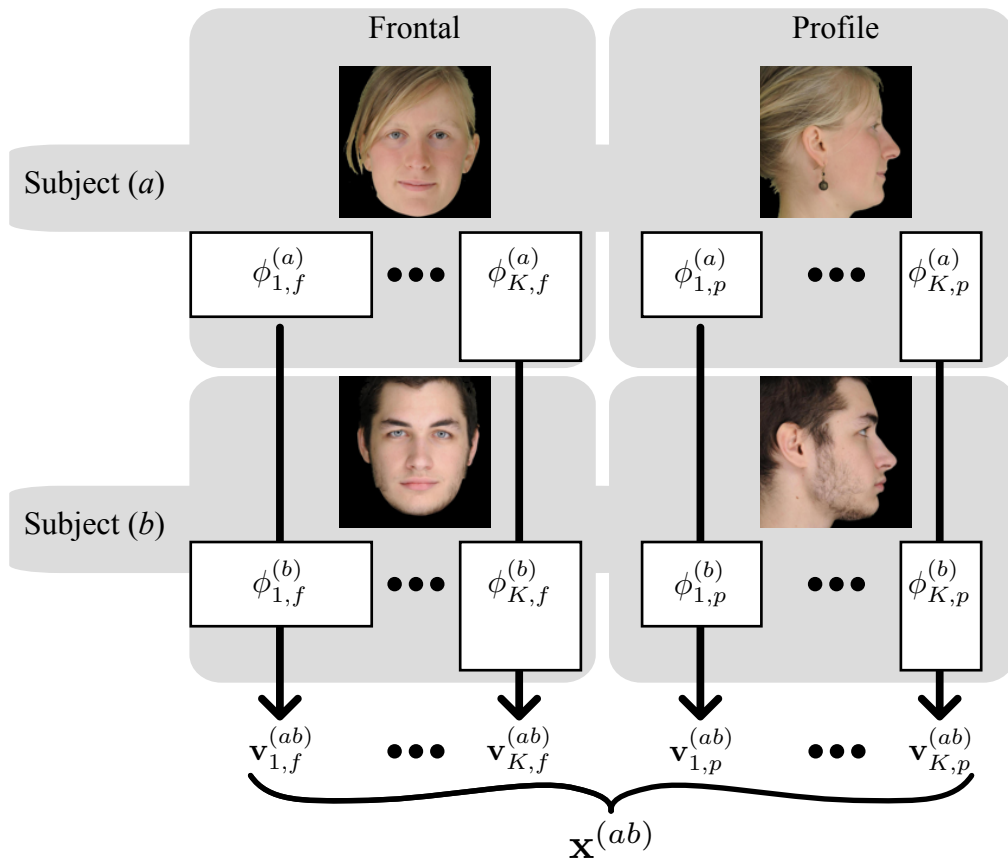 Frontal Profile
Subject (a)
ϕ_{1,f}^{(a)} ●●● ϕ_{K,f}^{(a)} ϕ_{1,p}^{(a)} ●●● ϕ_{K,p}^{(a)}
Subject (b)
ϕ_{1,f}^{(b)} ●●● ϕ_{K,f}^{(b)} ϕ_{1,p}^{(b)} ●●● ϕ_{K,p}^{(b)}
v_{1,f}^{(ab)} ●●● v_{K,f}^{(ab)} v_{1,p}^{(ab)} ●●● v_{K,p}^{(ab)}
x^{(ab)}